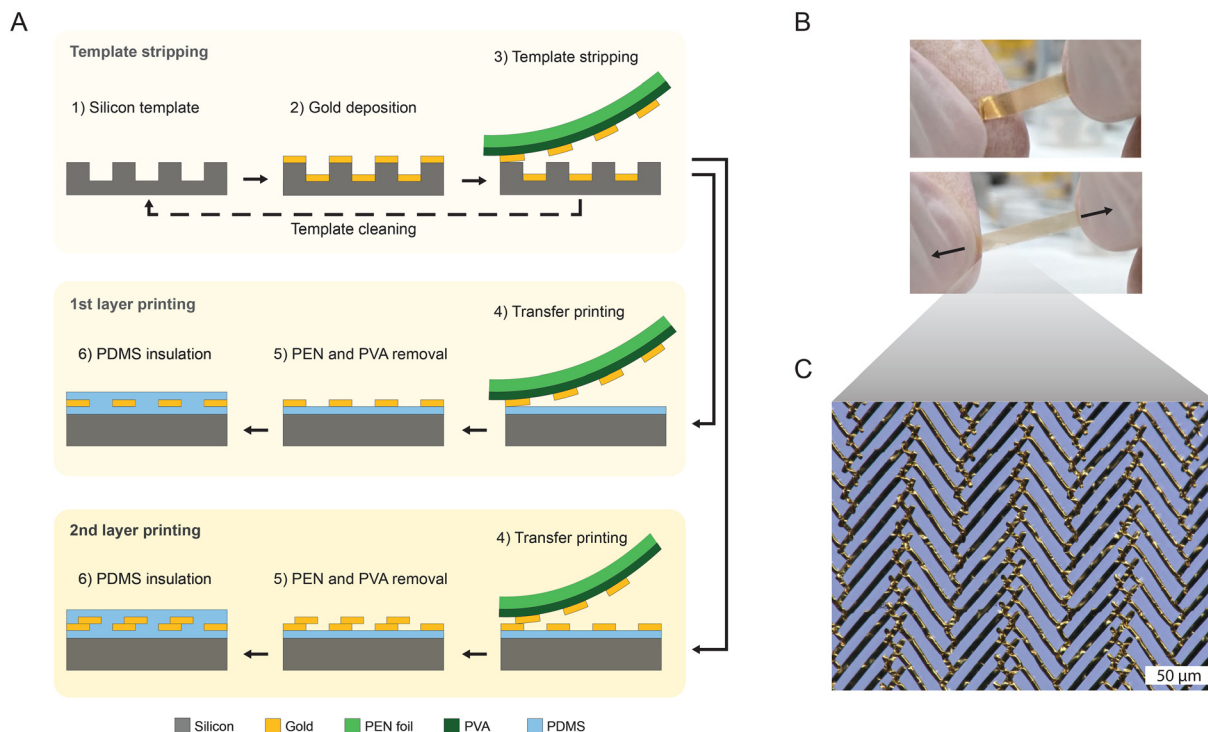 A
Template stripping
1) Silicon template
2) Gold deposition
3) Template stripping
Template cleaning
1st layer printing
4) Transfer printing
5) PEN and PVA removal
6) PDMS insulation
2nd layer printing
4) Transfer printing
5) PEN and PVA removal
6) PDMS insulation
Silicon
Gold
PEN foil
PVA
PDMS
B
C
50 µm